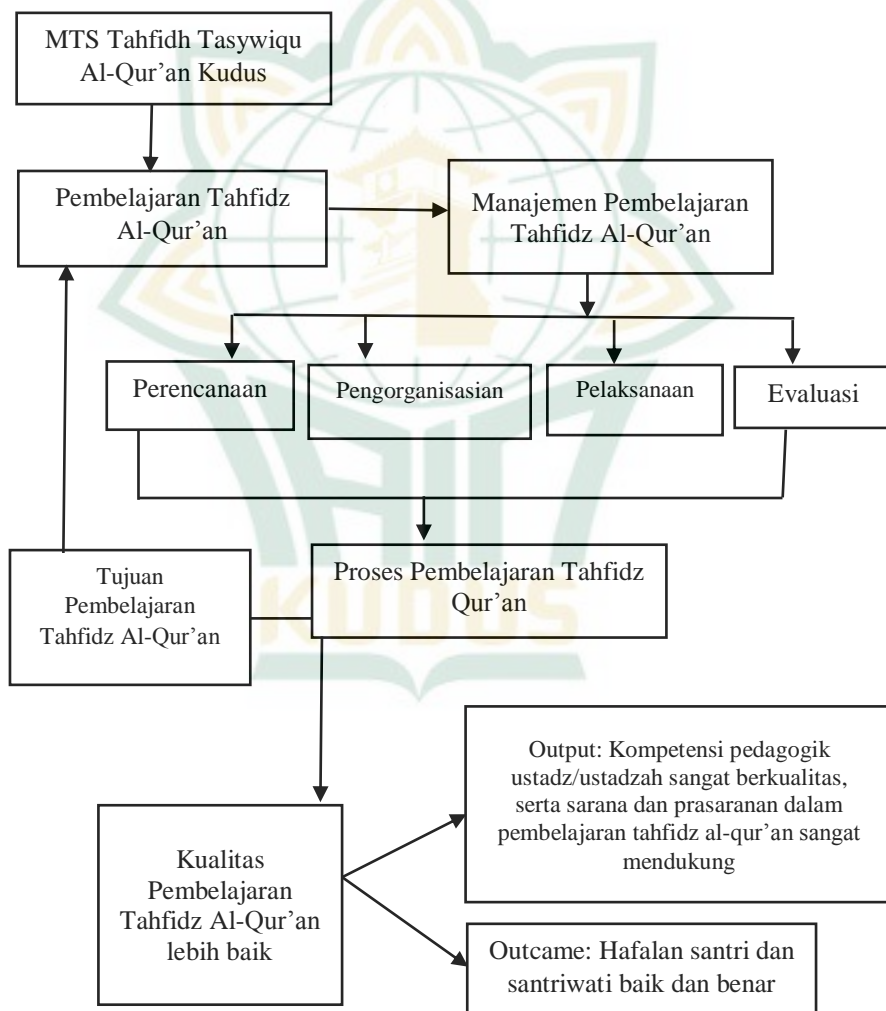 MTS Tahfidh Tasywiqu
Al-Qur'an Kudus
Pembelajaran Tahfidz
Al-Qur'an
Manajemen Pembelajaran
Tahfidz Al-Qur'an
Perencanaan
Pengorganisasian
Pelaksanaan
Evaluasi
Tujuan
Pembelajaran
Tahfidz Al-Qur'an
Proses Pembelajaran Tahfidz
Qur'an
KUDUS
Output: Kompetensi pedagogik
ustadz/ustadzah sangat berkualitas,
serta sarana dan prasaranan dalam
pembelajaran tahfidz al-qur'an sangat
mendukung
Kualitas
Pembelajaran
Tahfidz Al-Qur'an
lebih baik
Outcame: Hafalan santri dan
santriwati baik dan benar